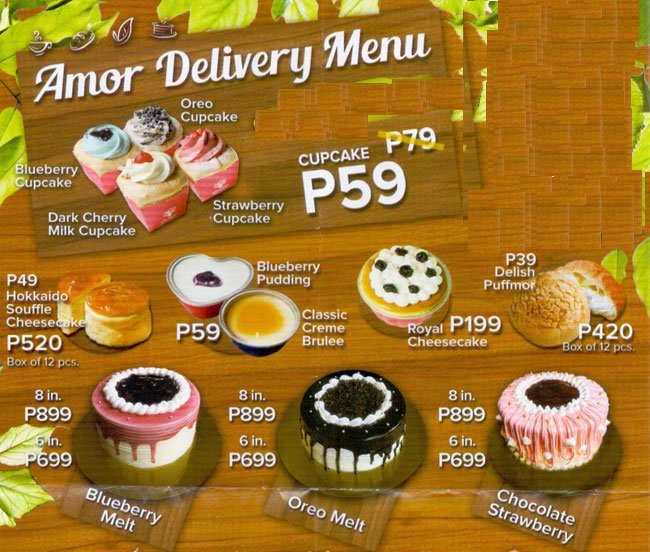 Amor Delivery Menu
Oreo
Cupcake
Blueberry
Cupcake
Dark Cherry
Milk Cupcake
Strawberry
Cupcake
CUPCAKE P79
P59
P49
Hokkaido
Souffle
Cheesecake
P520
Box of 12 pcs.
Blueberry
Pudding
P59
Classic
Creme
Brulee
Royal
Cheesecake
P199
P39
Delish
Puffmor
P420
Box of 12 pcs.
8 in.
P899
6 in.
P699
Blueberry
Melt
8 in.
P899
6 in.
P699
Oreo Melt
8 in.
P899
6 in.
P699
Chocolate
Strawberry